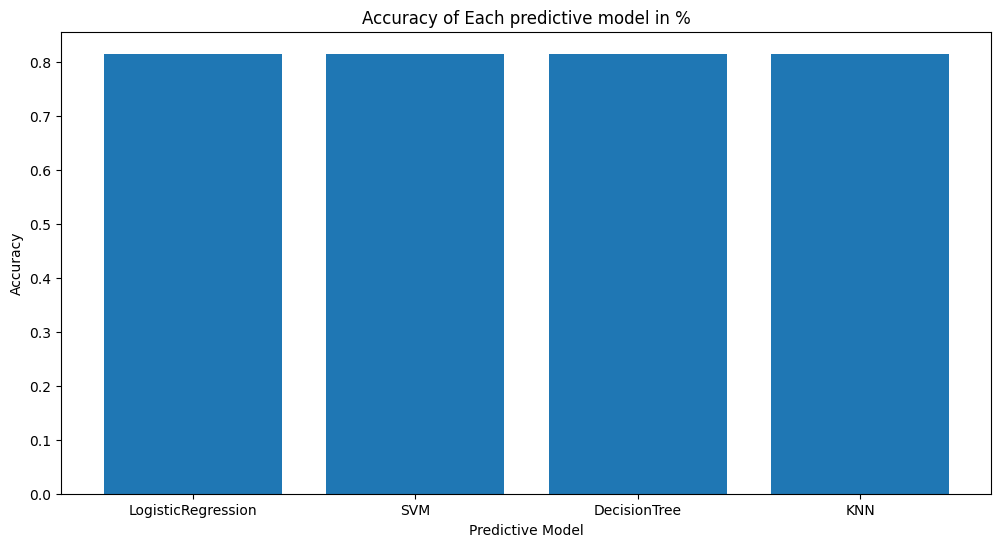 Accuracy of Each predictive model in %
Accuracy
0.8
0.7
0.6
0.5
0.4
0.3
0.2
0.1
0.0
LogisticRegression SVM DecisionTree KNN
Predictive Model